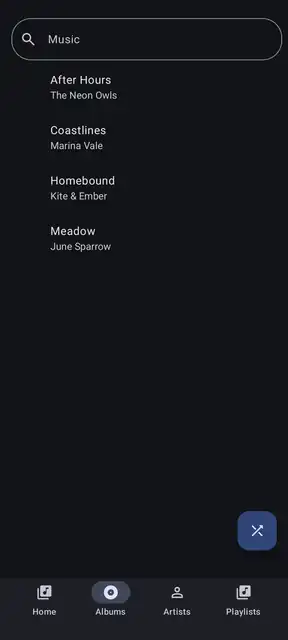 Music
After Hours
The Neon Owls
Coastlines
Marina Vale
Homebound
Kite & Ember
Meadow
June Sparrow
Home
Albums
Artists
Playlists